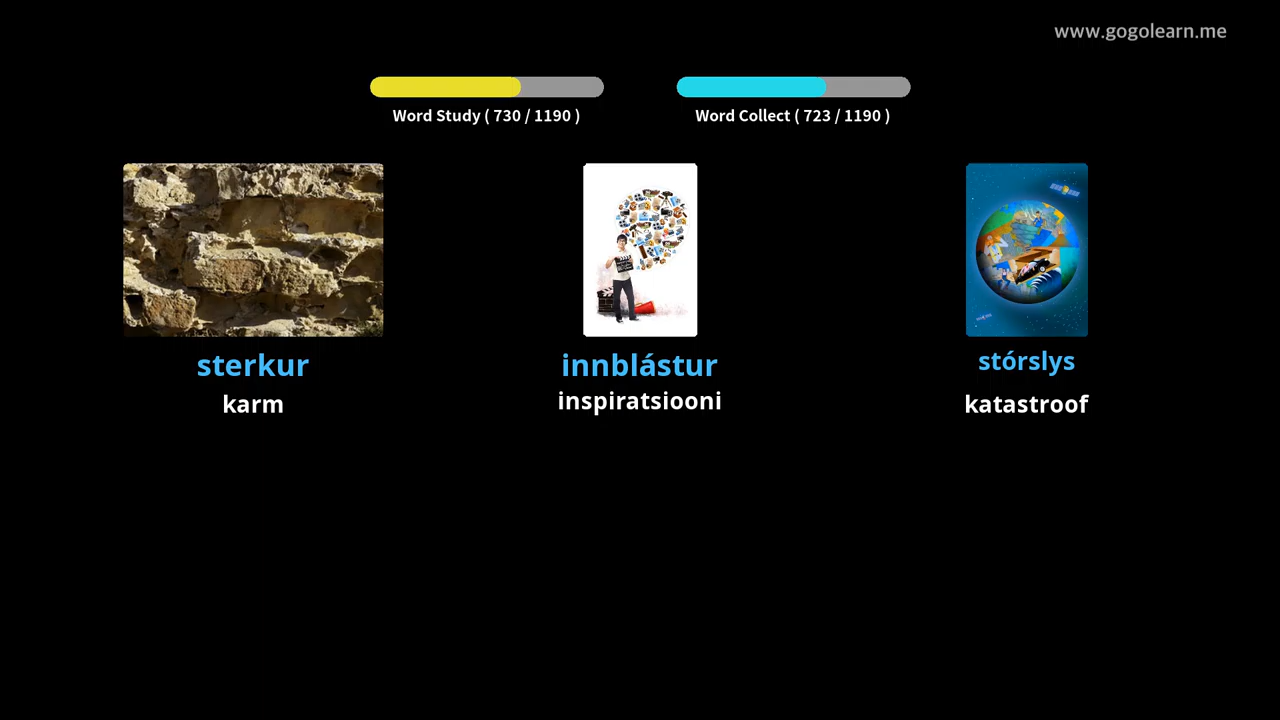 www.gogolearn.me
Word Study ( 730 / 1190 )
Word Collect ( 723 / 1190 )
sterkur
karm
innblástur
inspiratsiooni
stórslys
katastroof